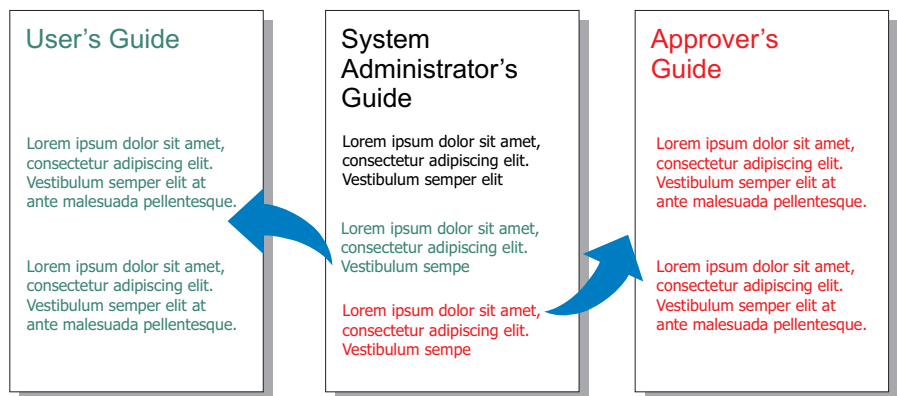 User's Guide
Lorem ipsum dolor sit amet,
consectetur adipiscing elit.
Vestibulum semper elit at
ante malesuada pellentesque.
Lorem ipsum dolor sit amet,
consectetur adipiscing elit.
Vestibulum semper elit at
ante malesuada pellentesque.
System
Administrator's
Guide
Lorem ipsum dolor sit amet,
consectetur adipiscing elit.
Vestibulum semper elit
Lorem ipsum dolor sit amet,
consectetur adipiscing elit.
Vestibulum sempe
Lorem ipsum dolor sit amet,
consectetur adipiscing elit.
Vestibulum sempe
Approver's
Guide
Lorem ipsum dolor sit amet,
consectetur adipiscing elit.
Vestibulum semper elit at
ante malesuada pellentesque.
Lorem ipsum dolor sit amet,
consectetur adipiscing elit.
Vestibulum semper elit at
ante malesuada pellentesque.